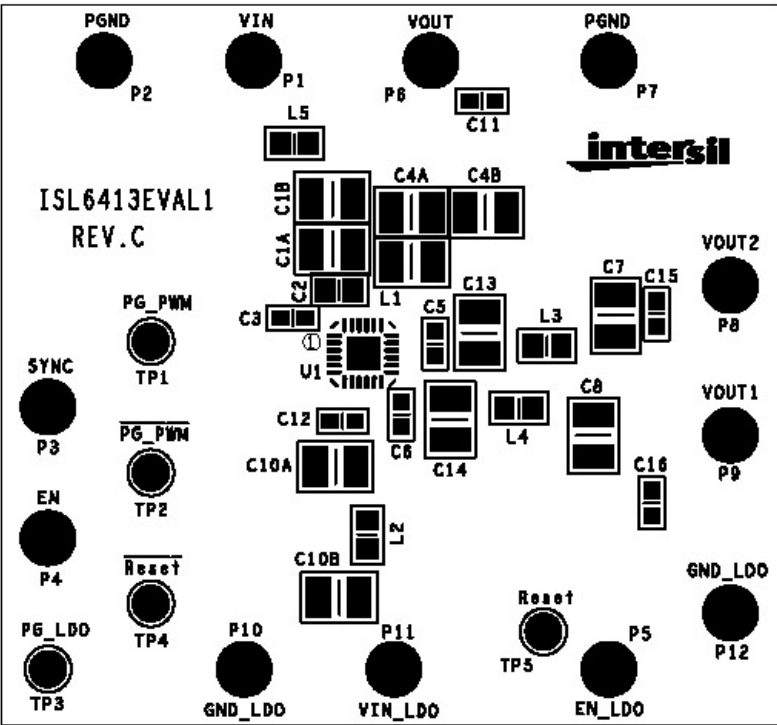 PGND
VIN
VOUT
PGND
P2
P1
P6
P7
L5
C11
intersil
ISL6413EVAL1
REV.C
C1B
C4A
C4B
C1A
C2
L1
C13
C7
C15
VOUT2
P8
C3
C5
L3
PG_PWM
TP1
1
U1
SYNC
P3
C12
C6
C14
L4
C8
VOUT1
P9
PG_PWM
TP2
C10A
C16
EN
P4
L2
C10B
Reset
TP4
Reset
TP5
GND_LDO
P12
PG_LDO
TP3
P10
GND_LDO
P11
VIN_LDO
P5
EN_LDO